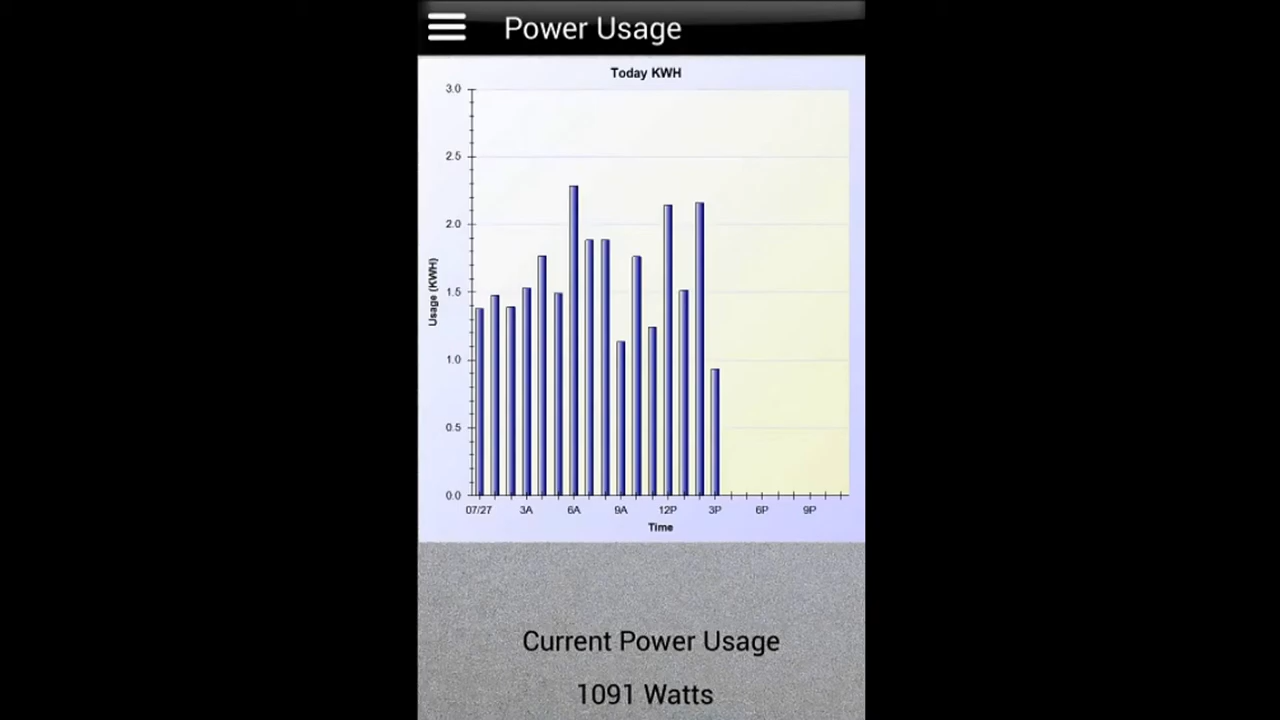 Power Usage
Today KWH
3.0
2.5
2.0
1.5
1.0
0.5
0.0
Usage (KWH)
07/27 3A 6A 9A 12P 3P 6P 9P
Time
Current Power Usage
1091 Watts